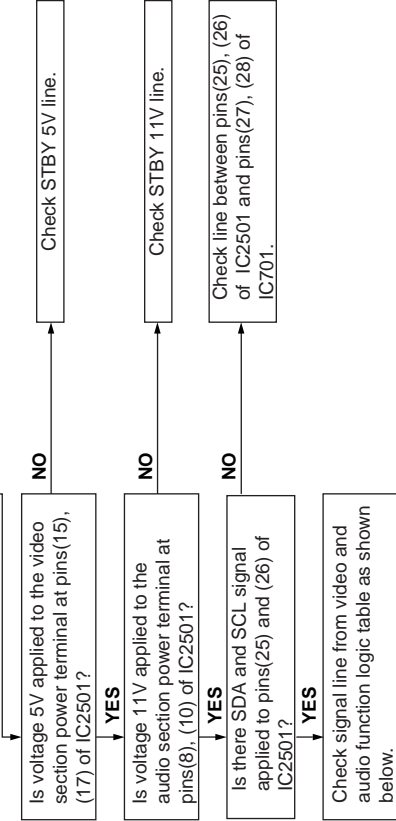 Is voltage 5V applied to the video
section power terminal at pins(15),
(17) of IC2501?
NO
Check STBY 5V line.
YES
Is voltage 11V applied to the
audio section power terminal at
pins(8), (10) of IC2501?
NO
Check STBY 11V line.
YES
Is there SDA and SCL signal
applied to pins(25) and (26) of
IC2501?
NO
Check line between pins(25), (26)
of IC2501 and pins(27), (28) of
IC701.
YES
Check signal line from video and
audio function logic table as shown
below.